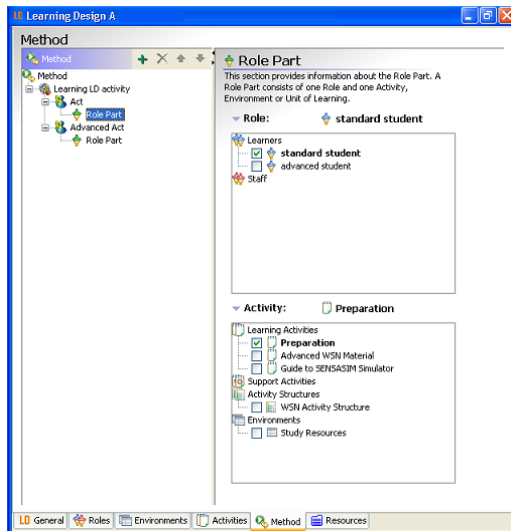 LD Learning Design A
Method
Method
Method
Learning LD activity
Act
Role Part
Advanced Act
Role Part
Role Part
This section provides information about the Role Part. A
Role Part consists of one Role and one Activity,
Environment or Unit of Learning.
Role: standard student
Learners
standard student
advanced student
Staff
Activity: Preparation
Learning Activities
Preparation
Advanced WSN Material
Guide to SENSASIM Simulator
Support Activities
Activity Structures
WSN Activity Structure
Environments
Study Resources
LD General Roles Environments Activities Method Resources